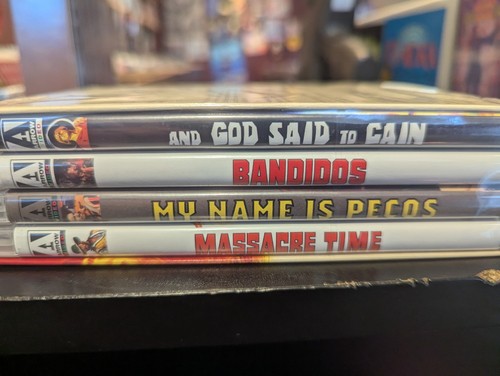 AND GOD SAID TO CAIN
BANDIDOS
MY NAME IS PECOS
MASSACRE TIME